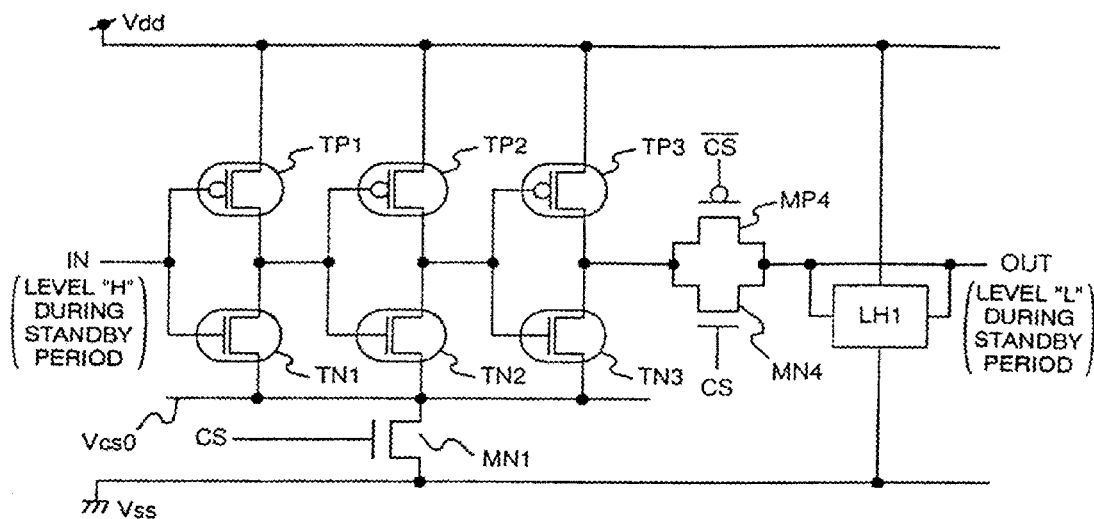 Vdd
TP1
TP2
TP3
CS
MP4
IN
(LEVEL "H"
DURING
STANDBY
PERIOD)
OUT
(LEVEL "L"
DURING
STANDBY
PERIOD)
LH1
TN1
TN2
TN3
MN4
CS
Vcs0
CS
MN1
Vss